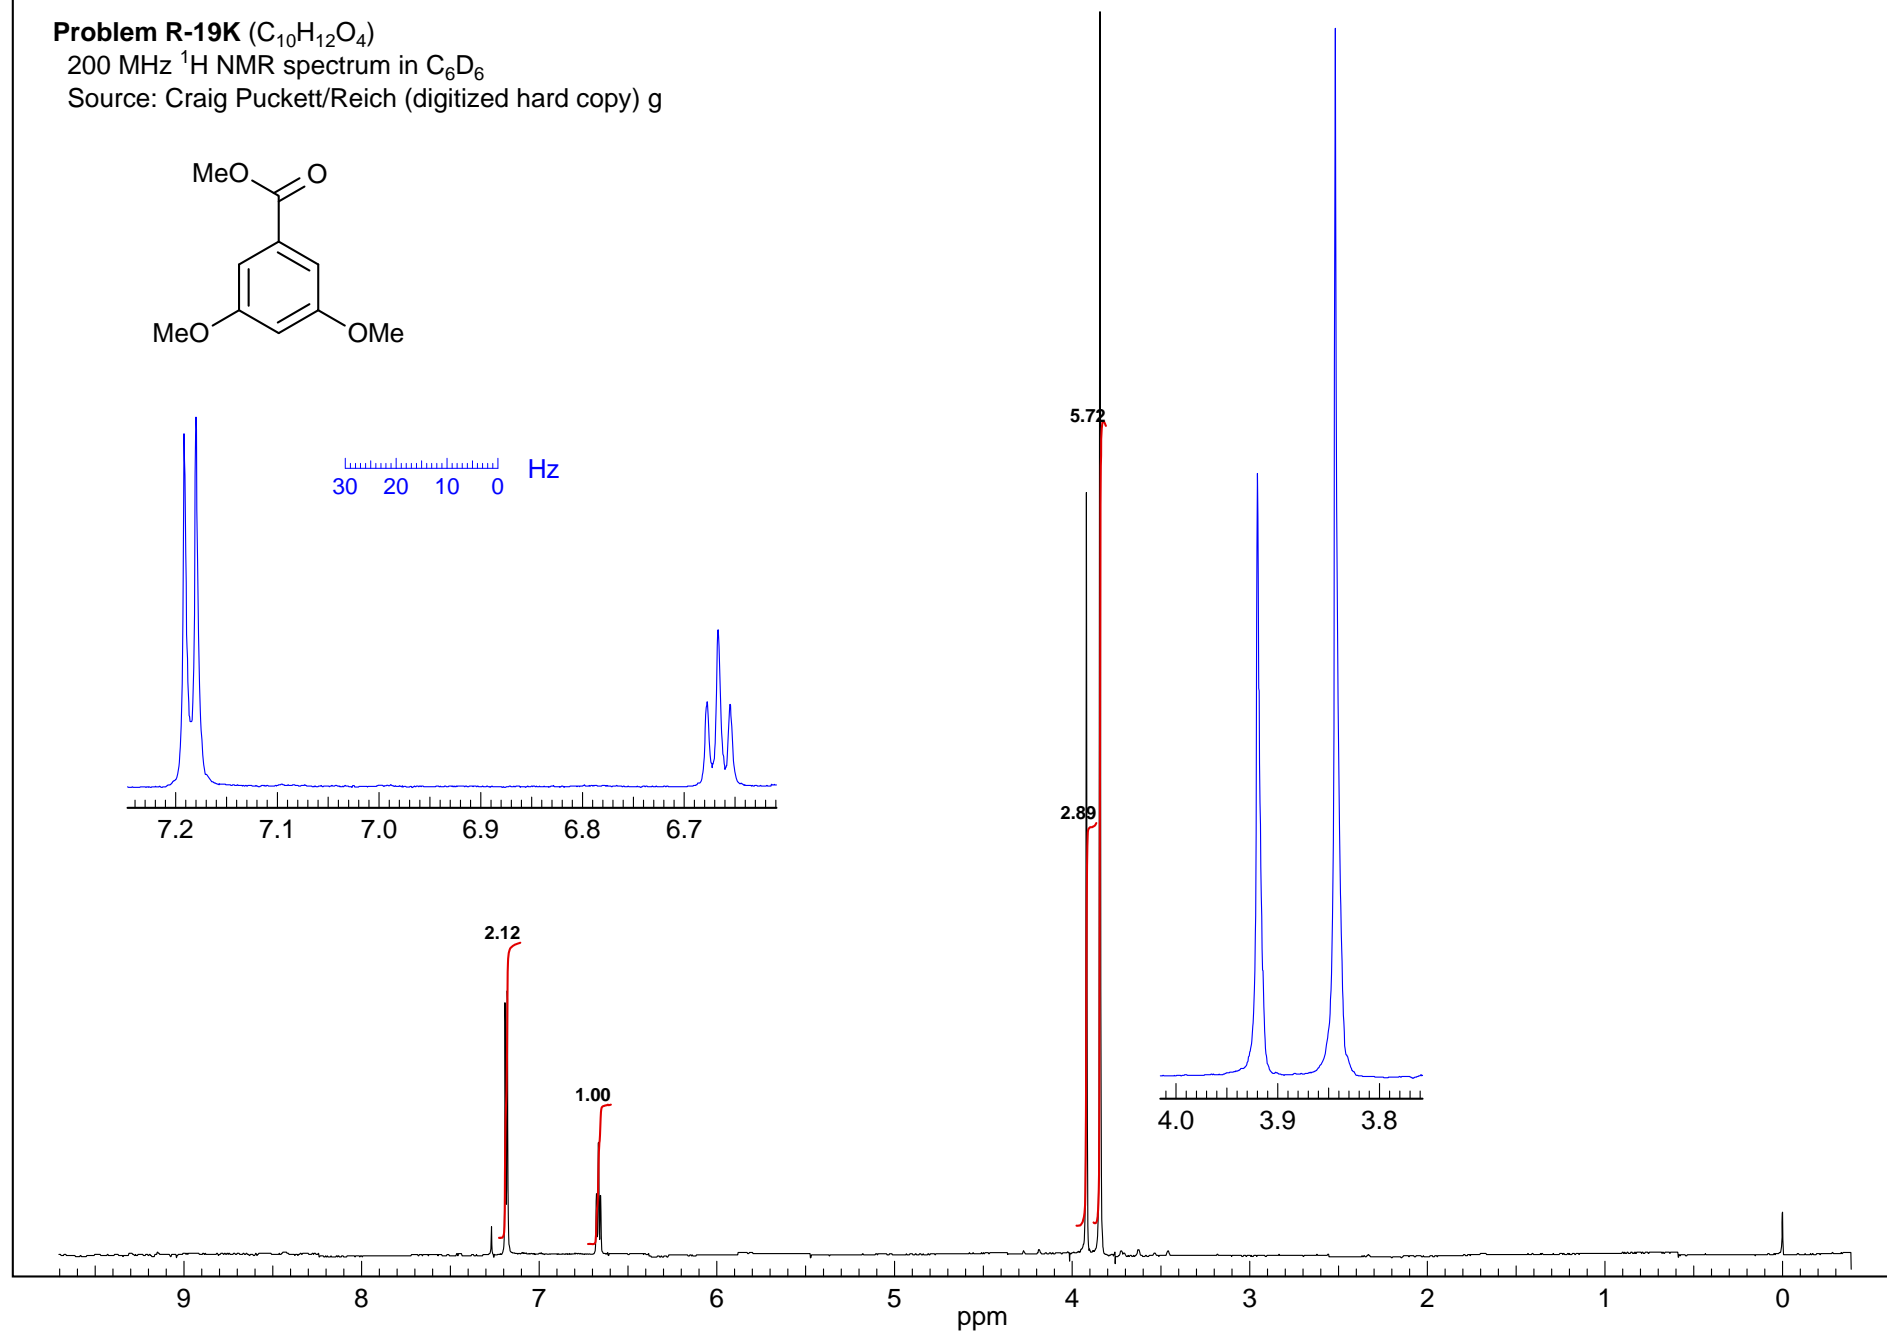 Problem R-19K (C10H12O4)
200 MHz 1H NMR spectrum in C6D6
Source: Craig Puckett/Reich (digitized hard copy) g
MeO O
MeO OMe
5.72
30 20 10 0 Hz
2.89
7.2 7.1 7.0 6.9 6.8 6.7
2.12
1.00
4.0 3.9 3.8
9 8 7 6 5 4 3 2 1 0
ppm